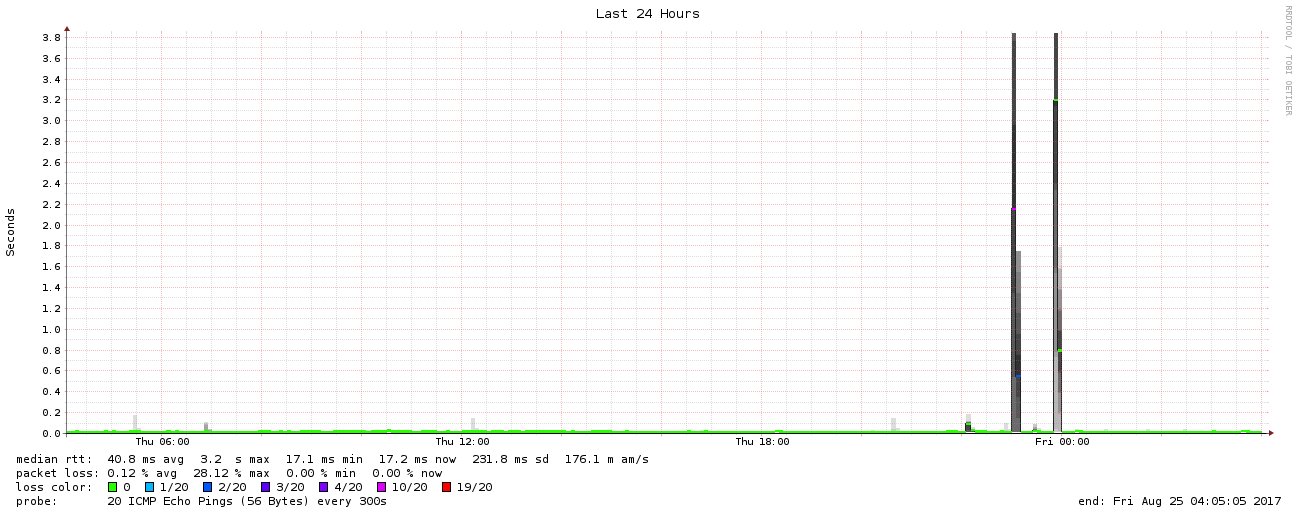 Last 24 Hours
RRDTOOL / TOBI OETIKER
Seconds
3.8
3.6
3.4
3.2
3.0
2.8
2.6
2.4
2.2
2.0
1.8
1.6
1.4
1.2
1.0
0.8
0.6
0.4
0.2
0.0
Thu 06:00 Thu 12:00 Thu 18:00 Fri 00:00
median rtt: 40.8 ms avg 3.2 s max 17.1 ms min 17.2 ms now 231.8 ms sd 176.1 m am/s
packet loss: 0.12 % avg 28.12 % max 0.00 % min 0.00 % now
loss color: 0 1/20 2/20 3/20 4/20 10/20 19/20
probe: 20 ICMP Echo Pings (56 Bytes) every 300s end: Fri Aug 25 04:05:05 2017